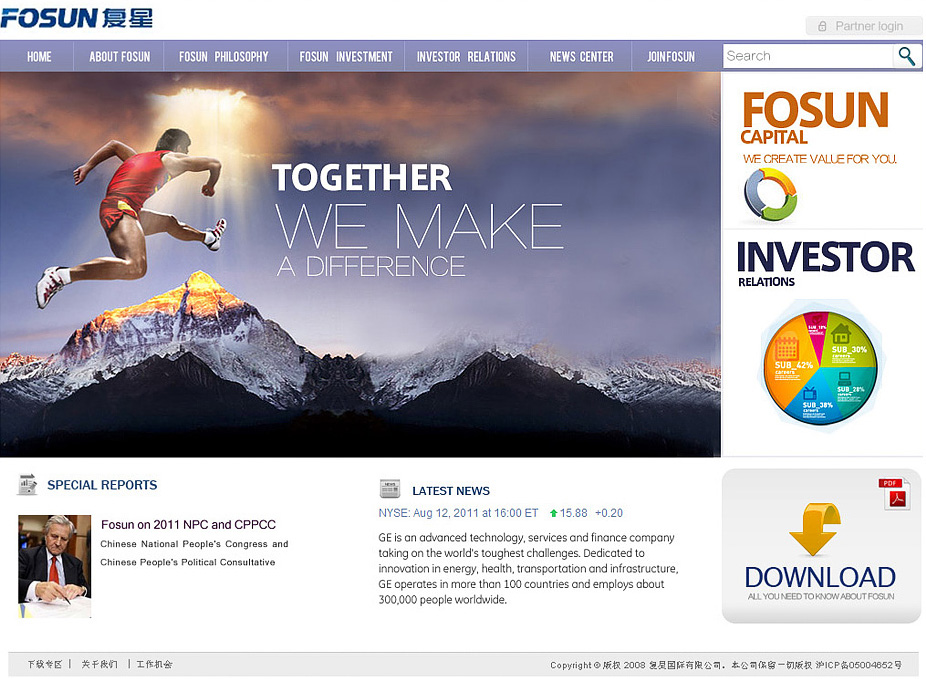 FOSUN 复星
Partner login
HOME
ABOUT FOSUN
FOSUN PHILOSOPHY
FOSUN INVESTMENT
INVESTOR RELATIONS
NEWS CENTER
JOINFOSUN
Search
TOGETHER
WE MAKE
A DIFFERENCE
FOSUN
CAPITAL
WE CREATE VALUE FOR YOU.
INVESTOR
RELATIONS
SUB_30%
careers
SUB_42%
careers
SUB_28%
careers
SUB_38%
careers
SPECIAL REPORTS
Fosun on 2011 NPC and CPPCC
Chinese National People's Congress and
Chinese People's Political Consultative
NEWS
LATEST NEWS
NYSE: Aug 12, 2011 at 16:00 ET 15.88 +0.20
GE is an advanced technology, services and finance company
taking on the world's toughest challenges. Dedicated to
innovation in energy, health, transportation and infrastructure,
GE operates in more than 100 countries and employs about
300,000 people worldwide.
PDF
DOWNLOAD
ALL YOU NEED TO KNOW ABOUT FOSUN
下载专区 | 关于我们 | 工作机会
Copyright © 版权 2008 复星国际有限公司。本公司保留一切版权 沪ICP备05004652号